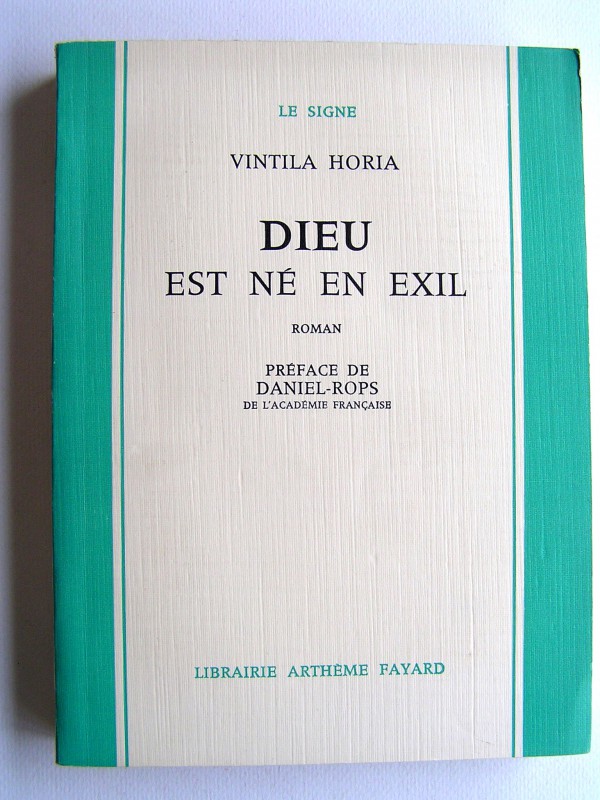 LE SIGNE
VINTILA HORIA
DIEU
EST NÉ EN EXIL
ROMAN
PRÉFACE DE
DANIEL-ROPS
DE L'ACADÉMIE FRANÇAISE
LIBRAIRIE ARTHÈME FAYARD